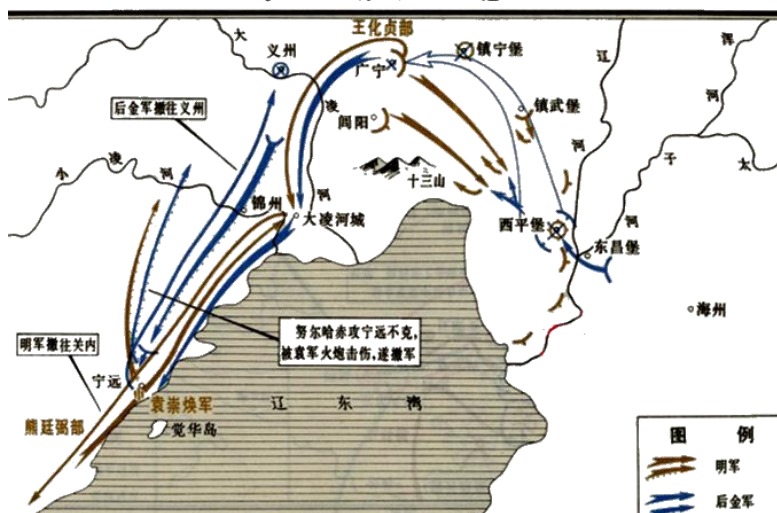 王化贞部
大
义州
广宁
镇宁堡
辽
浑
河
后金军撤往义州
凌
闾阳
镇武堡
河
子
太
小
凌
河
十三山
锦州
河
大凌河城
西平堡
河
东昌堡
海州
努尔哈赤攻宁远不克,
被袁军火炮击伤,遂撤军
明军撤往关内
宁远
袁崇焕军
辽 东 湾
熊廷弼部
觉华岛
图 例
明军
后金军